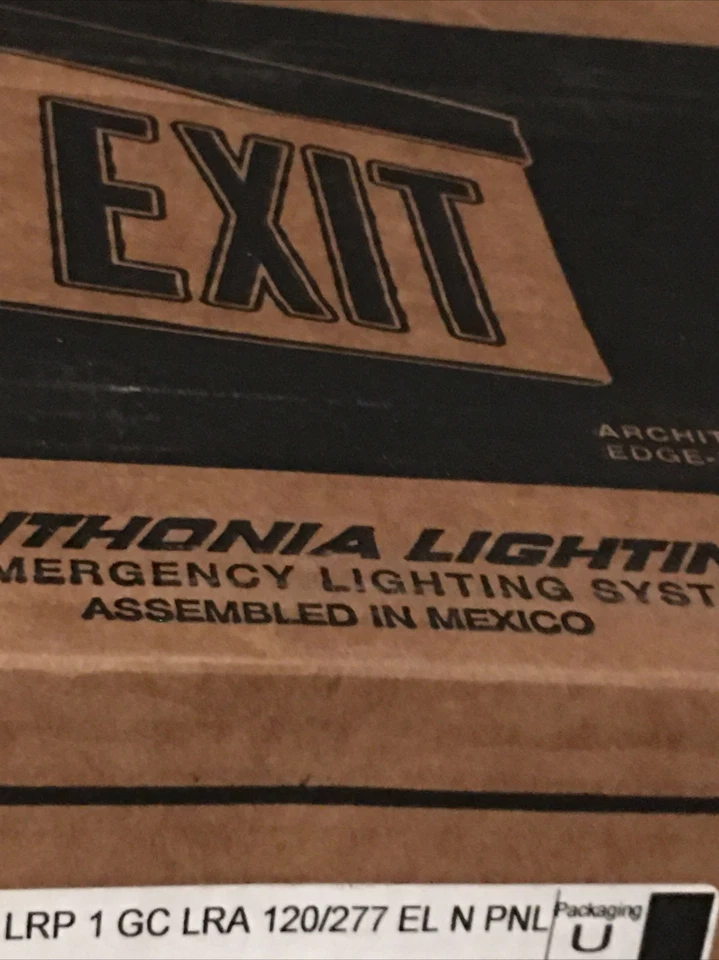 EXIT
ARCHIT
EDGE-
ITHONIA LIGHTIN
MERGENCY LIGHTING SYST
ASSEMBLED IN MEXICO
LRP 1 GC LRA 120/277 EL N PNL
Packaging
U